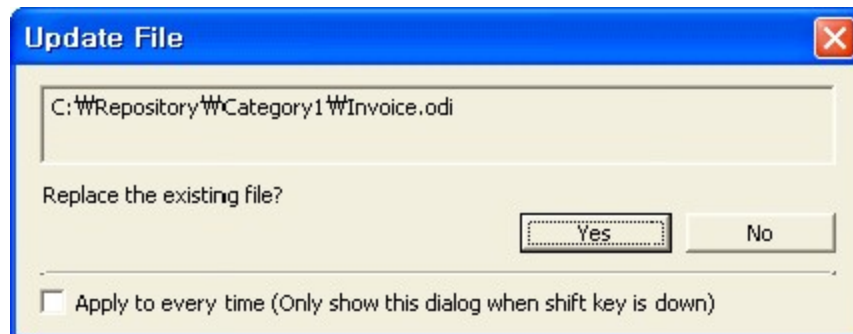 Update File
C:₩Repository₩Category1₩Invoice.odi
Replace the existing file?
Yes No
Apply to every time (Only show this dialog when shift key is down)